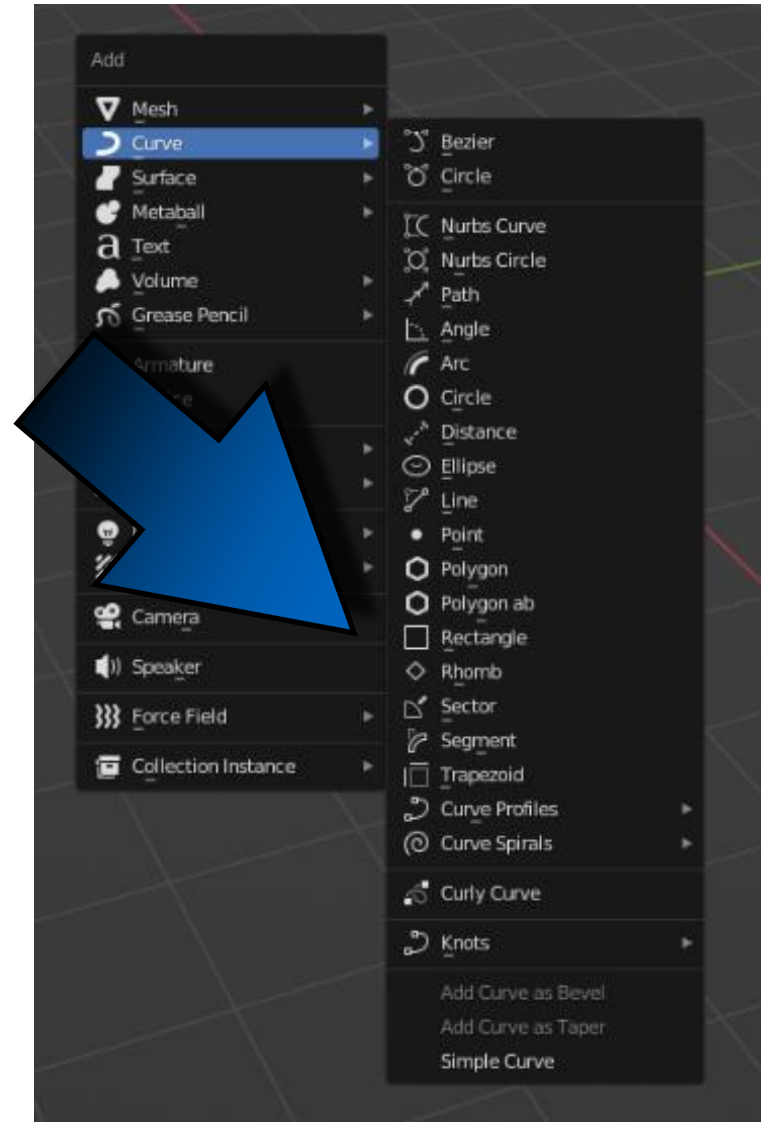 Add
Mesh
Curve
Surface
Metaball
Text
Volume
Grease Pencil
Armature
Camera
Speaker
Force Field
Collection Instance
Bezier
Circle
Nurbs Curve
Nurbs Circle
Path
Angle
Arc
Circle
Distance
Ellipse
Line
Point
Polygon
Polygon ab
Rectangle
Rhomb
Sector
Segment
Trapezoid
Curve Profiles
Curve Spirals
Curly Curve
Knots
Add Curve as Bevel
Add Curve as Taper
Simple Curve